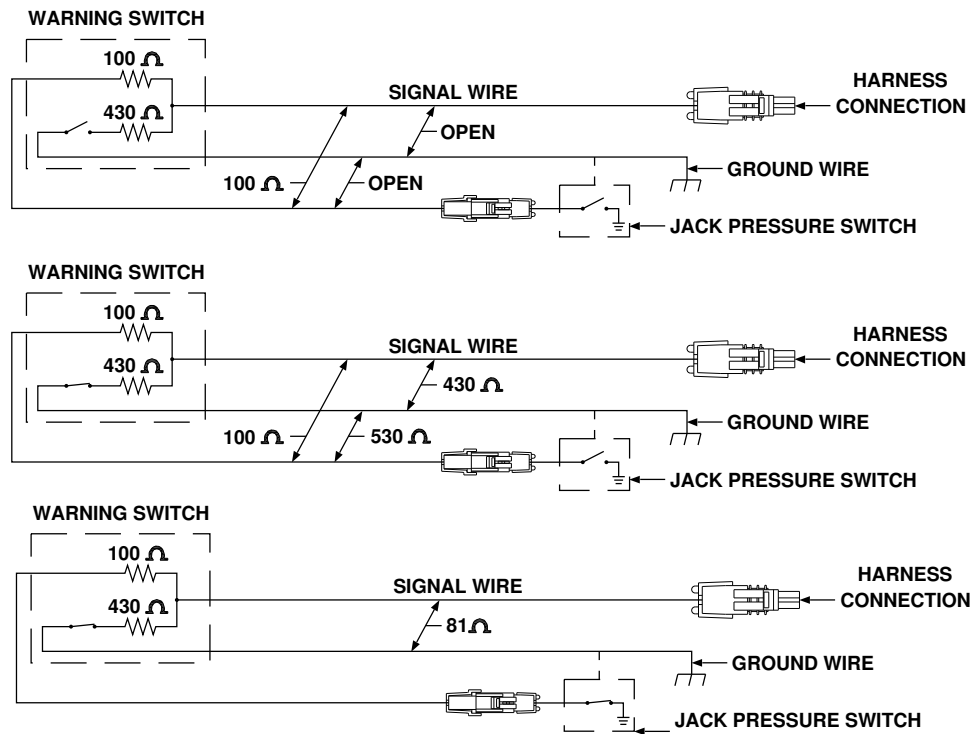 WARNING SWITCH
100 Ω
430 Ω
SIGNAL WIRE
HARNESS
CONNECTION
OPEN
100 Ω
OPEN
GROUND WIRE
JACK PRESSURE SWITCH
WARNING SWITCH
100 Ω
430 Ω
SIGNAL WIRE
HARNESS
CONNECTION
430 Ω
100 Ω
530 Ω
GROUND WIRE
JACK PRESSURE SWITCH
WARNING SWITCH
100 Ω
430 Ω
SIGNAL WIRE
HARNESS
CONNECTION
81Ω
GROUND WIRE
JACK PRESSURE SWITCH